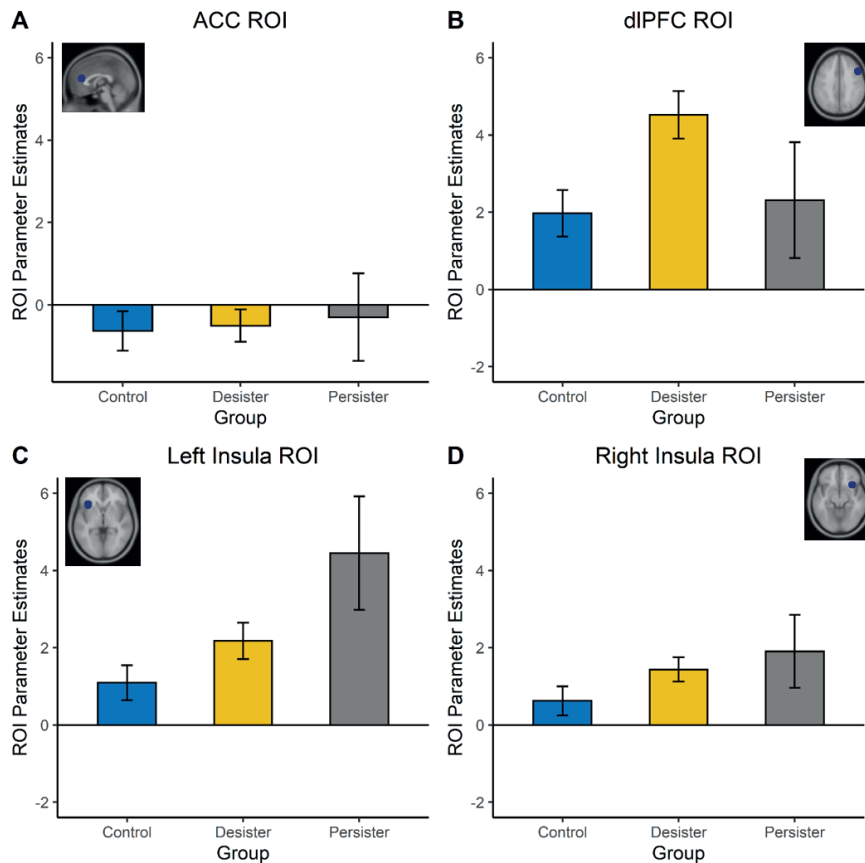 A
ACC ROI
ROI Parameter Estimates
6
4
2
0
Control
Desister
Persister
Group
B
dlPFC ROI
ROI Parameter Estimates
6
4
2
0
-2
Control
Desister
Persister
Group
C
Left Insula ROI
ROI Parameter Estimates
6
4
2
0
-2
Control
Desister
Persister
Group
D
Right Insula ROI
ROI Parameter Estimates
6
4
2
0
-2
Control
Desister
Persister
Group